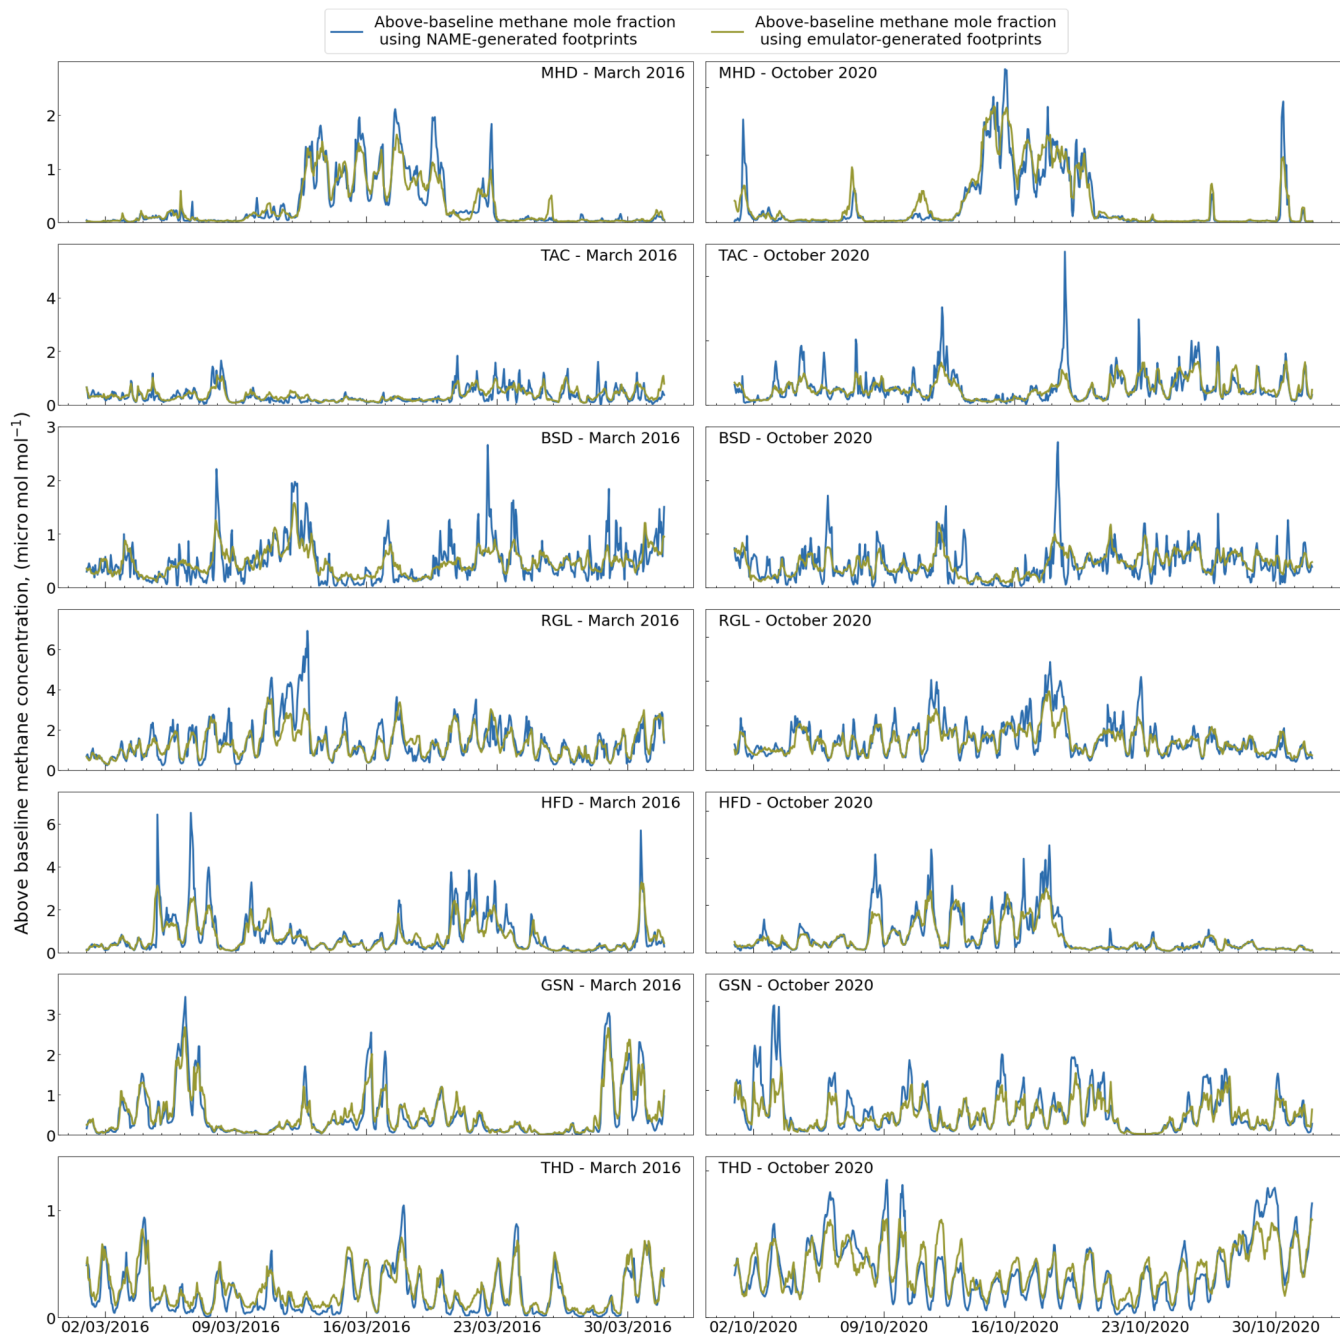 Above-baseline methane mole fraction
using NAME-generated footprints
Above-baseline methane mole fraction
using emulator-generated footprints
Above baseline methane concentration, (micro mol mol⁻¹)
MHD - March 2016
2
1
0
MHD - October 2020
TAC - March 2016
4
2
0
TAC - October 2020
BSD - March 2016
3
2
1
0
BSD - October 2020
RGL - March 2016
6
4
2
0
RGL - October 2020
HFD - March 2016
6
4
2
0
HFD - October 2020
GSN - March 2016
3
2
1
0
GSN - October 2020
THD - March 2016
1
0
THD - October 2020
02/03/2016 09/03/2016 16/03/2016 23/03/2016 30/03/2016
02/10/2020 09/10/2020 16/10/2020 23/10/2020 30/10/2020